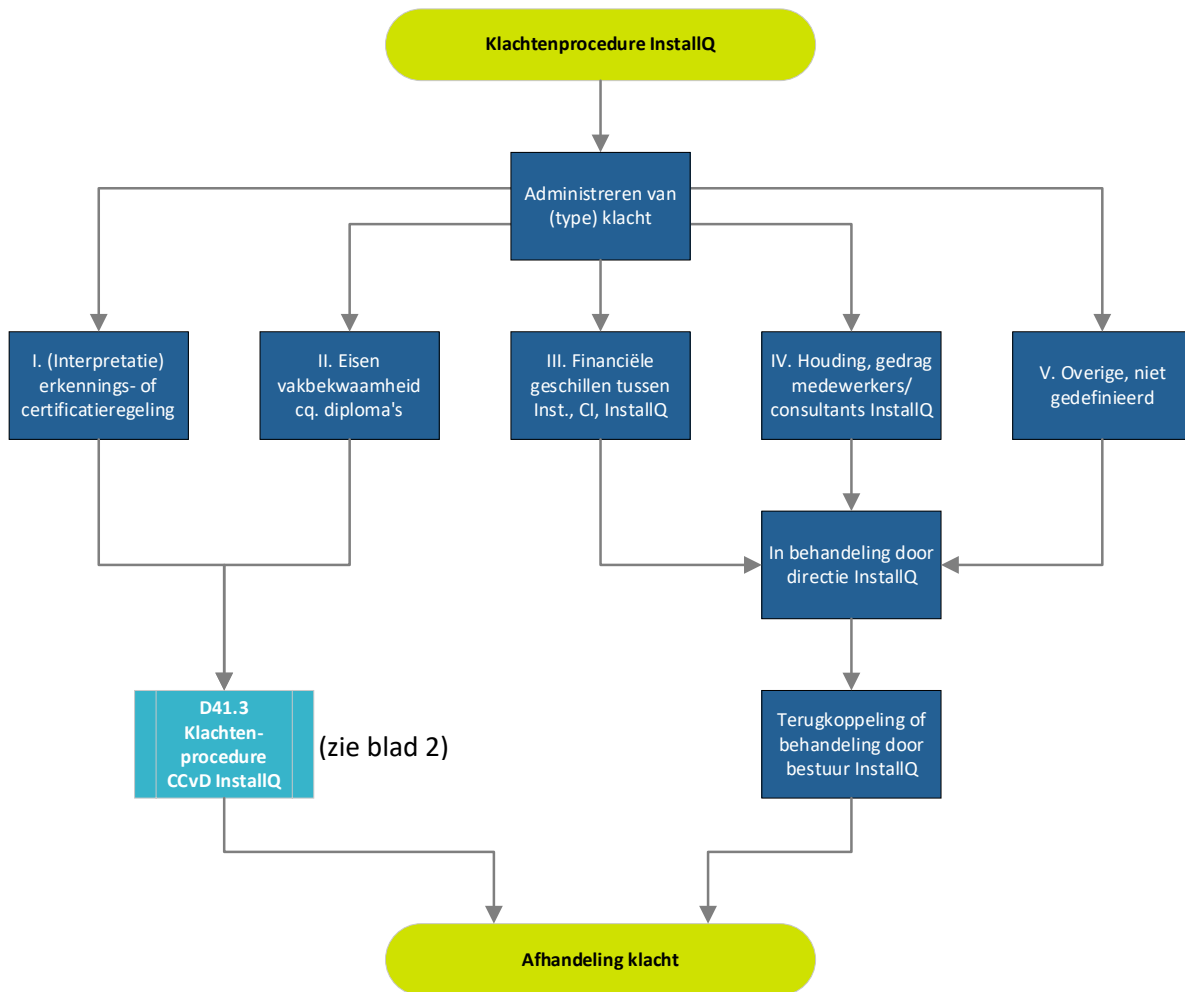 Klachtenprocedure InstallQ
Administreren van
(type) klacht
I. (Interpretatie)
erkennings- of
certificatieregeling
II. Eisen
vakbekwaamheid
cq. diploma's
III. Financiële
geschillen tussen
Inst., CI, InstallQ
IV. Houding, gedrag
medewerkers/
consultants InstallQ
V. Overige, niet
gedefinieerd
In behandeling door
directie InstallQ
D41.3
Klachten-
procedure
CCvD InstallQ
(zie blad 2)
Terugkoppeling of
behandeling door
bestuur InstallQ
Afhandeling klacht